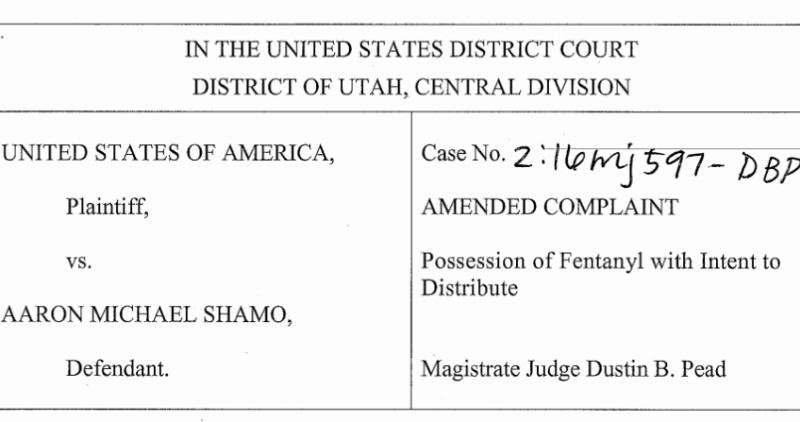 IN THE UNITED STATES DISTRICT COURT
DISTRICT OF UTAH, CENTRAL DIVISION
UNITED STATES OF AMERICA,
Plaintiff,
vs.
AARON MICHAEL SHAMO,
Defendant.
Case No. 2:16mj597-DBP
AMENDED COMPLAINT
Possession of Fentanyl with Intent to
Distribute
Magistrate Judge Dustin B. Pead